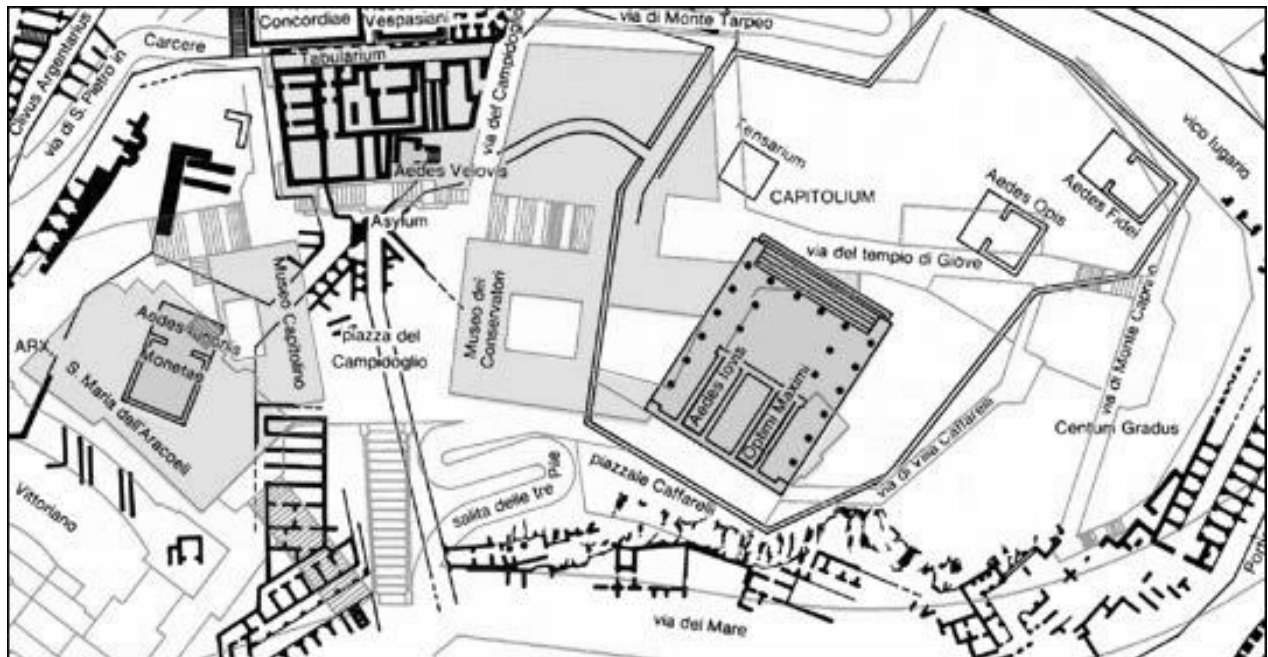 Concordiae
Vespasiani
via di Monte Tarpeo
Carcere
Clivus Argentarius
via di S. Pietro in
Tabularium
via del Campidoglio
vico Iugario
Tensarium
Aedes Veiovis
CAPITOLIUM
Aedes Opis
Aedes Fidei
Asylum
via del tempio di Giove
Museo Capitolino
Museo dei
Conservatori
via di Monte Caprino
Aedes Iunonis
Monetae
ARX
piazza del
Campidoglio
S. Maria dell'Aracoeli
Aedes Iovis
Optimi Maximi
via di Villa Caffarelli
Centum Gradus
Vittoriano
salita delle tre Pile
piazzale Caffarelli
via del Mare